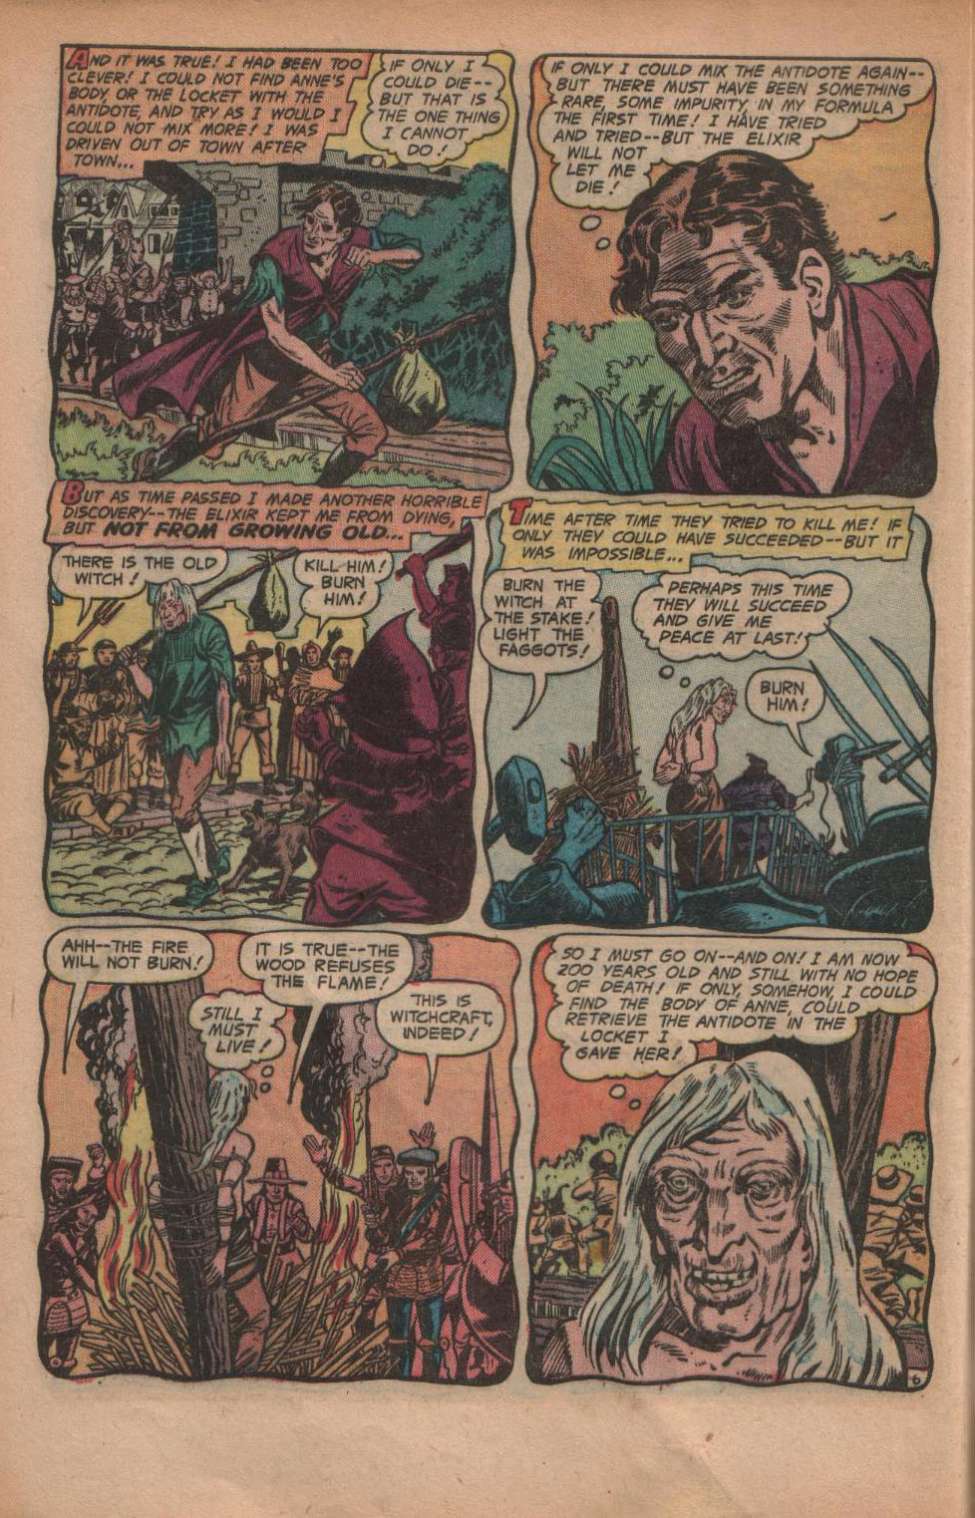 AND IT WAS TRUE! I HAD BEEN TOO
CLEVER! I COULD NOT FIND ANNE'S
BODY, OR THE LOCKET WITH THE
ANTIDOTE, AND TRY AS I WOULD I
COULD NOT MIX MORE! I WAS
DRIVEN OUT OF TOWN AFTER
TOWN...
IF ONLY I
COULD DIE--
BUT THAT IS
THE ONE THING
I CANNOT
DO!
IF ONLY I COULD MIX THE ANTIDOTE AGAIN--
BUT THERE MUST HAVE BEEN SOMETHING
RARE, SOME IMPURITY, IN MY FORMULA
THE FIRST TIME! I HAVE TRIED
AND TRIED--BUT THE ELIXIR
WILL NOT
LET ME
DIE!
BUT AS TIME PASSED I MADE ANOTHER HORRIBLE
DISCOVERY--THE ELIXIR KEPT ME FROM DYING,
BUT NOT FROM GROWING OLD...
THERE IS THE OLD
WITCH!
KILL HIM!
BURN
HIM!
TIME AFTER TIME THEY TRIED TO KILL ME! IF
ONLY THEY COULD HAVE SUCCEEDED--BUT IT
WAS IMPOSSIBLE...
BURN THE
WITCH AT
THE STAKE!
LIGHT THE
FAGGOTS!
PERHAPS THIS TIME
THEY WILL SUCCEED
AND GIVE ME
PEACE AT LAST!
BURN
HIM!
AHH--THE FIRE
WILL NOT BURN!
STILL I
MUST
LIVE!
IT IS TRUE--THE
WOOD REFUSES
THE FLAME!
THIS IS
WITCHCRAFT,
INDEED!
SO I MUST GO ON--AND ON! I AM NOW
200 YEARS OLD AND STILL WITH NO HOPE
OF DEATH! IF ONLY, SOMEHOW, I COULD
FIND THE BODY OF ANNE, COULD
RETRIEVE THE ANTIDOTE IN THE
LOCKET I
GAVE HER!
6